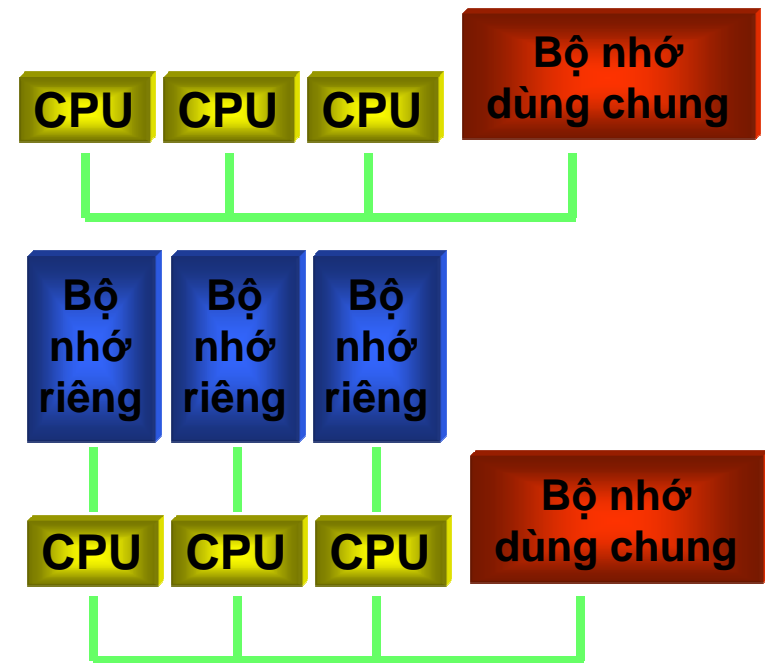 CPU
CPU
CPU
Bộ nhớ
dùng chung
Bộ
nhớ
riêng
Bộ
nhớ
riêng
Bộ
nhớ
riêng
CPU
CPU
CPU
Bộ nhớ
dùng chung